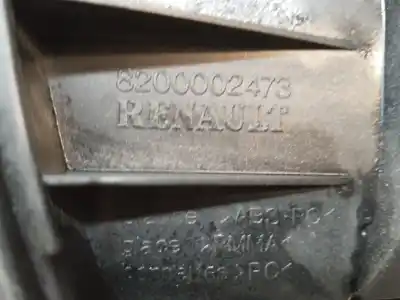 8200002473
RENAULT
>ABS-PC<
glace >PMMA<
>PC<